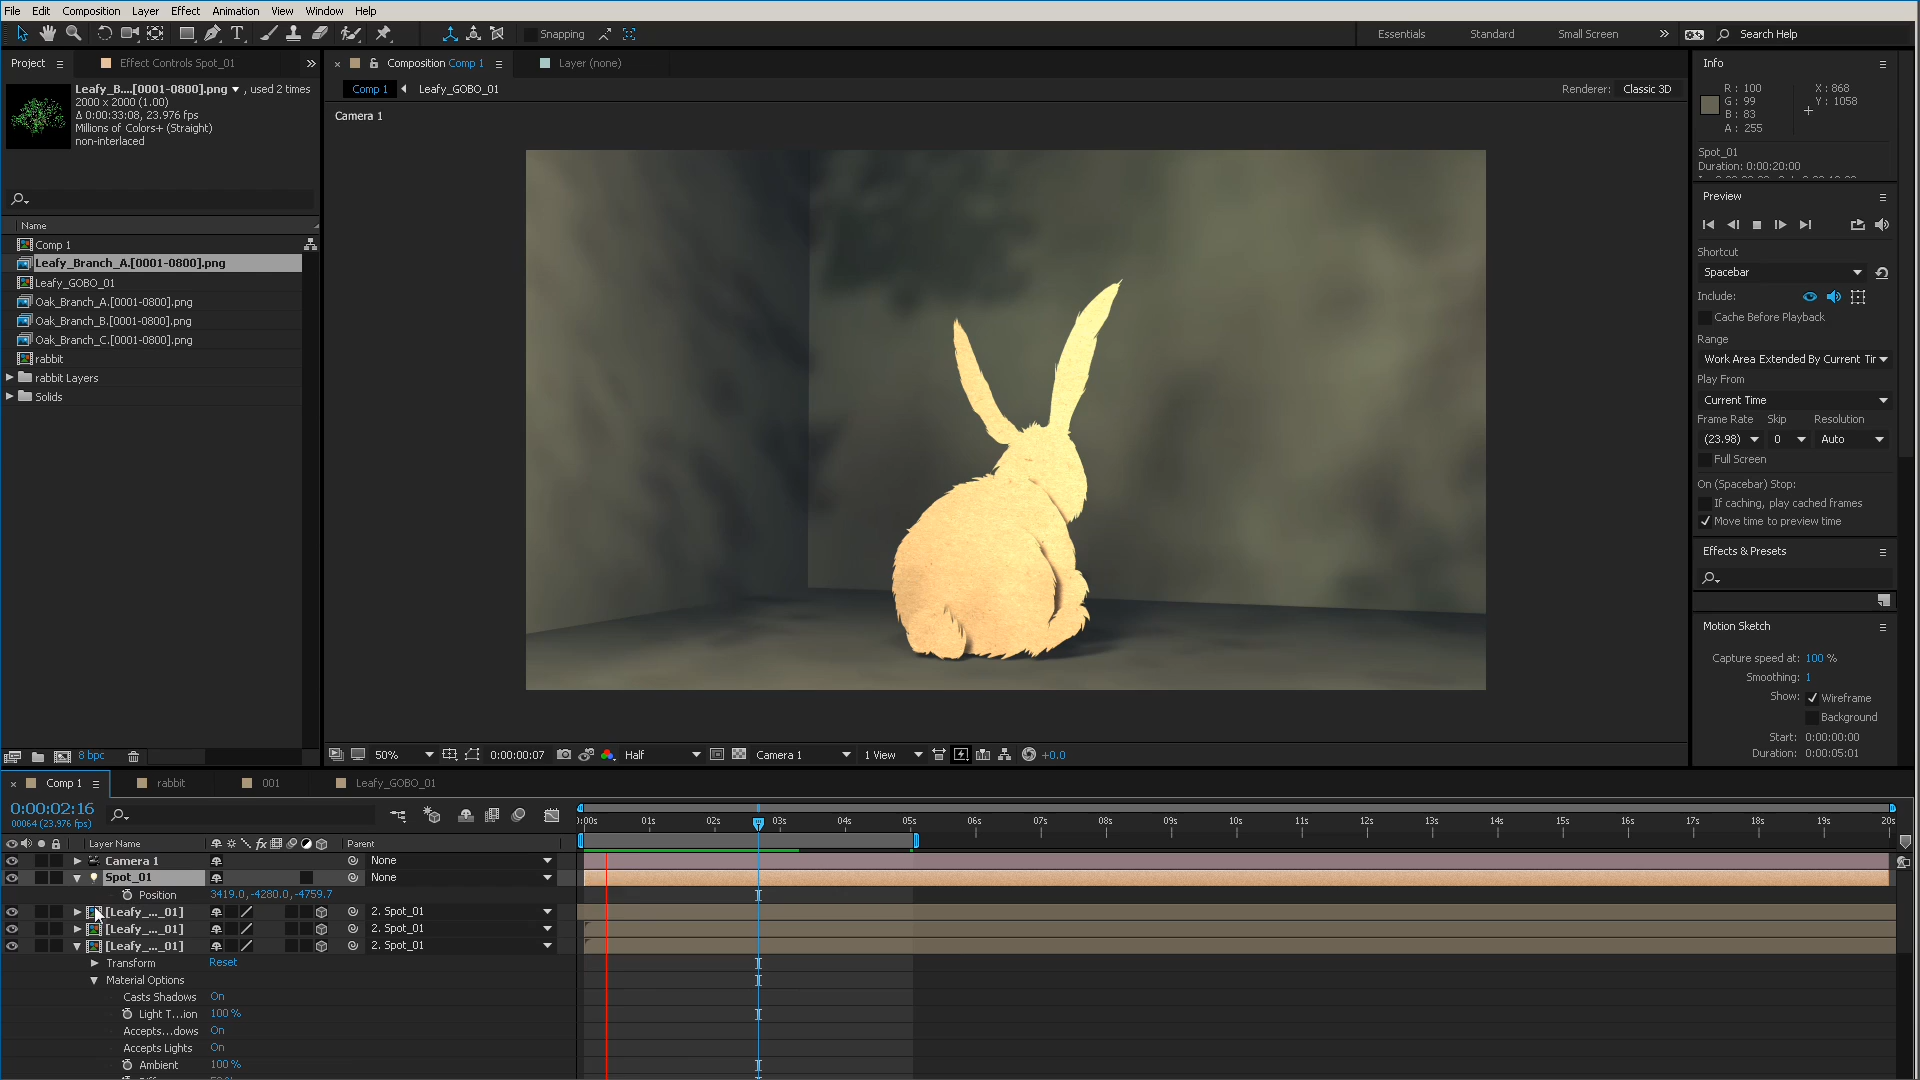 File Edit Composition Layer Effect Animation View Window Help
Snapping
Essentials Standard Small Screen » Search Help
Project Effect Controls Spot_01 »
Composition Comp 1
Layer (none)
Leafy_B....[0001-0800].png ▼ , used 2 times
2000 x 2000 (1.00)
Δ 0:00:33:08, 23.976 fps
Millions of Colors+ (Straight)
non-interlaced
Name
Comp 1
Leafy_Branch_A.[0001-0800].png
Leafy_GOBO_01
Oak_Branch_A.[0001-0800].png
Oak_Branch_B.[0001-0800].png
Oak_Branch_C.[0001-0800].png
rabbit
rabbit Layers
Solids
8 bpc
Comp 1 Leafy_GOBO_01
Renderer: Classic 3D
Camera 1
50% 0:00:00:07 Half Camera 1 1 View +0.0
Info
R : 100
G : 99
B : 83
A : 255
X : 868
Y : 1058
Spot_01
Duration: 0:00:20:00
Preview
Shortcut
Spacebar
Include:
Cache Before Playback
Range
Work Area Extended By Current Tir
Play From
Current Time
Frame Rate Skip Resolution
(23.98) 0 Auto
Full Screen
On (Spacebar) Stop:
If caching, play cached frames
Move time to preview time
Effects & Presets
Motion Sketch
Capture speed at: 100 %
Smoothing: 1
Show: Wireframe
Background
Start: 0:00:00:00
Duration: 0:00:05:01
Comp 1 rabbit 001 Leafy_GOBO_01
0:00:02:16
00064 (23.976 fps)
):00s 01s 02s 03s 04s 05s 06s 07s 08s 09s 10s 11s 12s 13s 14s 15s 16s 17s 18s 19s 20s
Layer Name fx Parent
Camera 1 None
Spot_01 None
Position 3419.0,-4280.0,-4759.7
[Leafy_..._01] 2. Spot_01
[Leafy_..._01] 2. Spot_01
[Leafy_..._01] 2. Spot_01
Transform Reset
Material Options
Casts Shadows On
Light T...ion 100 %
Accepts...dows On
Accepts Lights On
Ambient 100 %